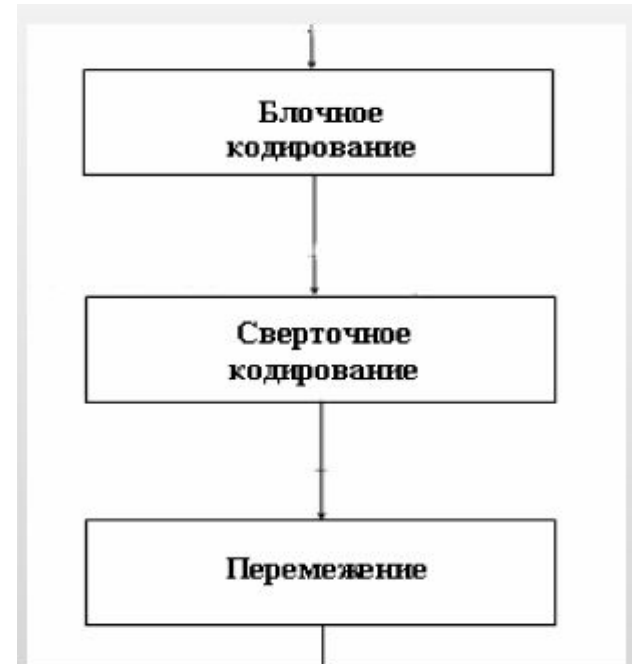 Блочное
кодирование
Сверточное
кодирование
Перемежение